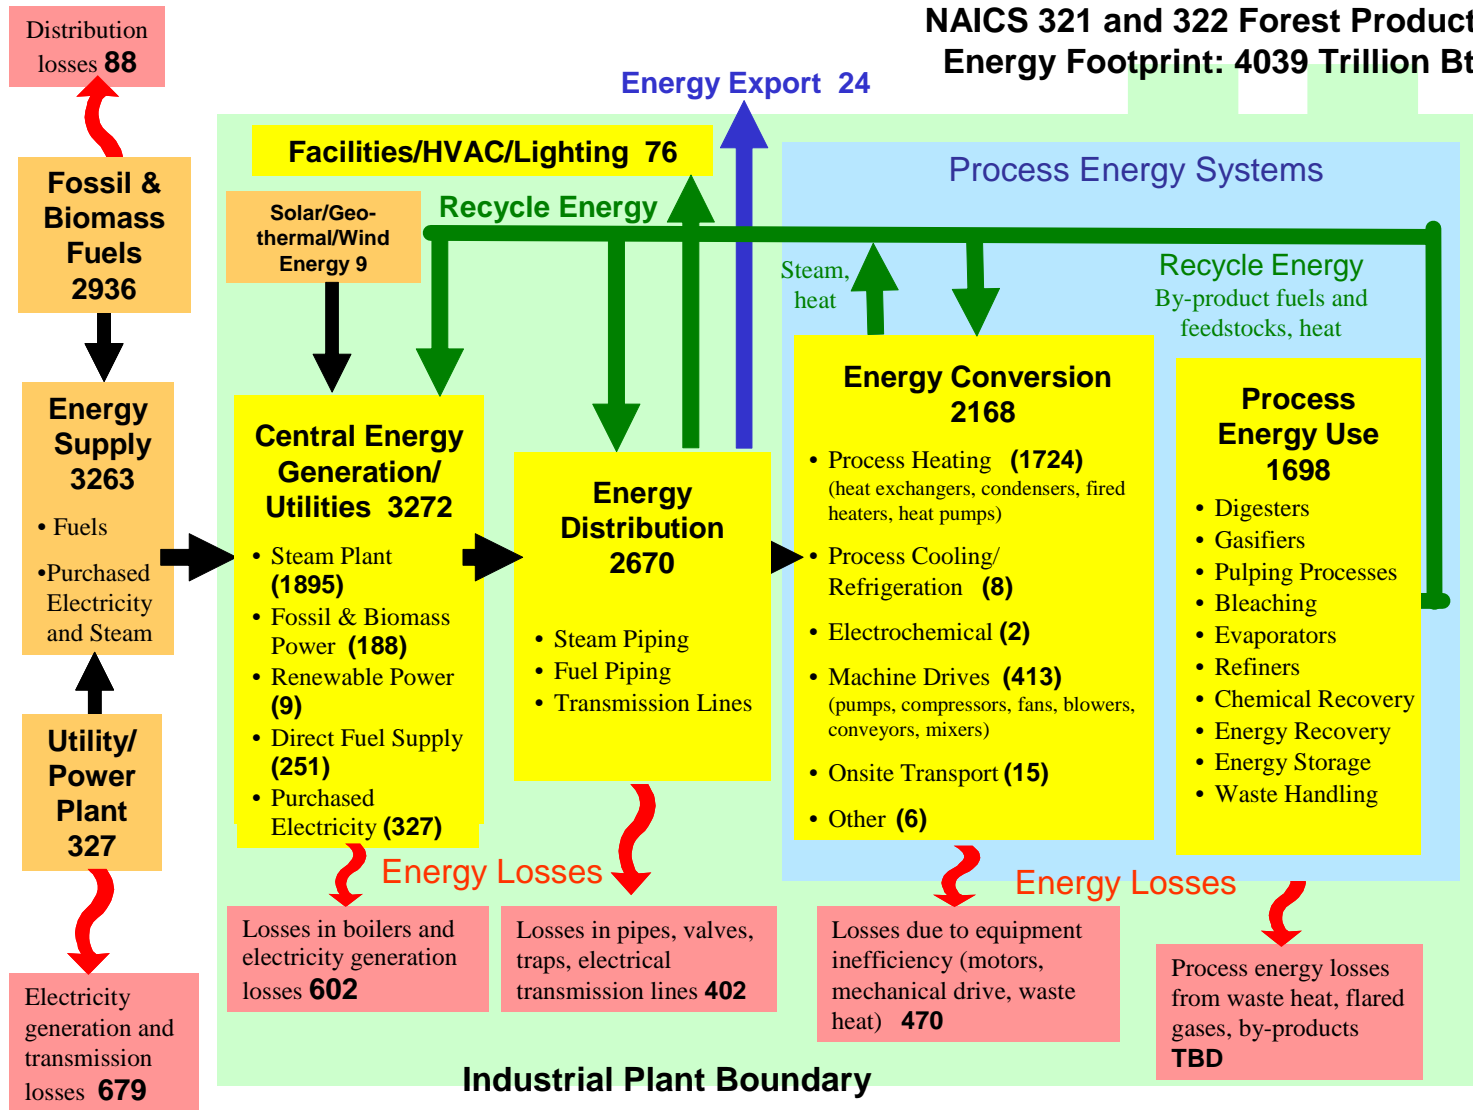 NAICS 321 and 322 Forest Product
Energy Footprint: 4039 Trillion Bt
Distribution
losses 88
Energy Export 24
Facilities/HVAC/Lighting 76
Process Energy Systems
Fossil &
Biomass
Fuels
2936
Solar/Geo-
thermal/Wind
Energy 9
Recycle Energy
Steam,
heat
Recycle Energy
By-product fuels and
feedstocks, heat
Energy
Supply
3263
• Fuels
•Purchased
Electricity
and Steam
Central Energy
Generation/
Utilities 3272
• Steam Plant
(1895)
• Fossil & Biomass
Power (188)
• Renewable Power
(9)
• Direct Fuel Supply
(251)
• Purchased
Electricity (327)
Energy
Distribution
2670
• Steam Piping
• Fuel Piping
• Transmission Lines
Energy Conversion
2168
• Process Heating (1724)
(heat exchangers, condensers, fired
heaters, heat pumps)
• Process Cooling/
Refrigeration (8)
• Electrochemical (2)
• Machine Drives (413)
(pumps, compressors, fans, blowers,
conveyors, mixers)
• Onsite Transport (15)
• Other (6)
Process
Energy Use
1698
• Digesters
• Gasifiers
• Pulping Processes
• Bleaching
• Evaporators
• Refiners
• Chemical Recovery
• Energy Recovery
• Energy Storage
• Waste Handling
Utility/
Power
Plant
327
Energy Losses
Energy Losses
Electricity
generation and
transmission
losses 679
Losses in boilers and
electricity generation
losses 602
Losses in pipes, valves,
traps, electrical
transmission lines 402
Losses due to equipment
inefficiency (motors,
mechanical drive, waste
heat) 470
Process energy losses
from waste heat, flared
gases, by-products
TBD
Industrial Plant Boundary